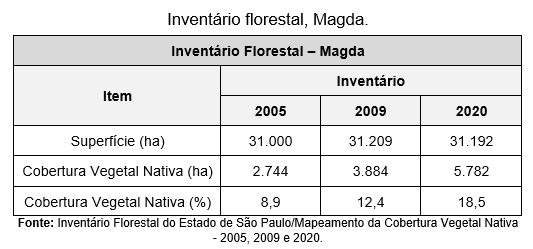 Inventário florestal, Magda.
Inventário Florestal – Magda
Item
Inventário
2005 2009 2020
Superfície (ha) 31.000 31.209 31.192
Cobertura Vegetal Nativa (ha) 2.744 3.884 5.782
Cobertura Vegetal Nativa (%) 8,9 12,4 18,5
Fonte: Inventário Florestal do Estado de São Paulo/Mapeamento da Cobertura Vegetal Nativa
- 2005, 2009 e 2020.